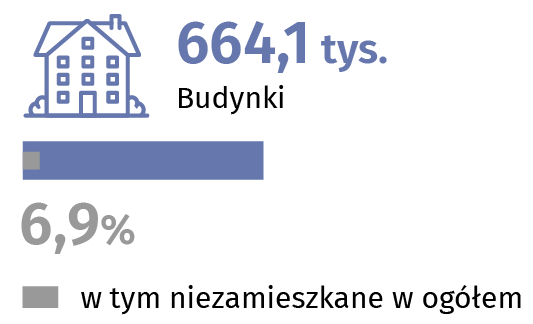 664,1 tys.
Budynki
6,9%
w tym niezamieszkane w ogółem